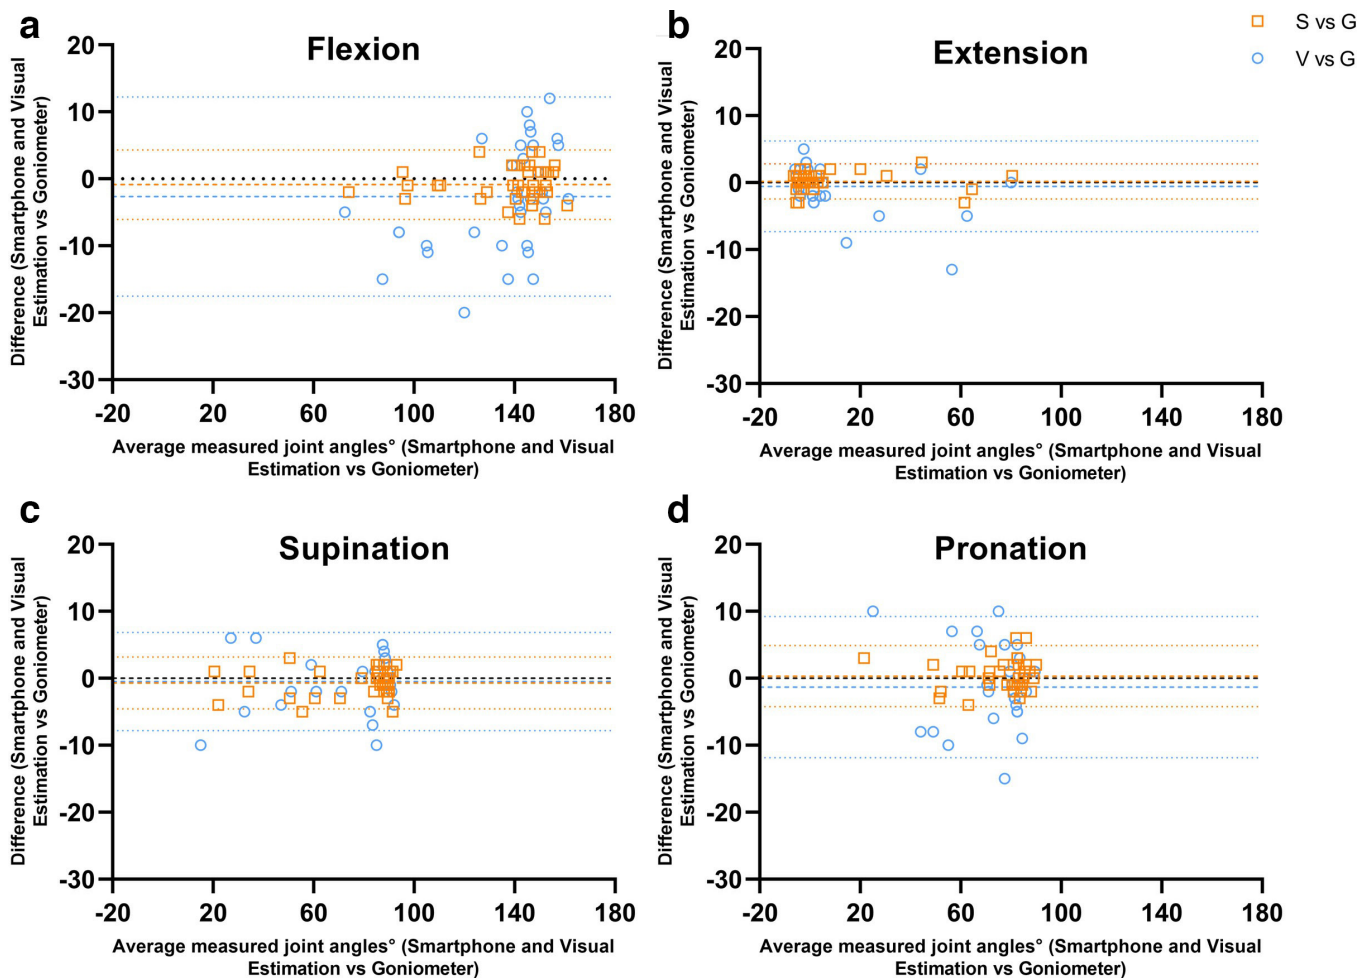 a
Flexion
20
10
0
-10
-20
-30
-20 20 60 100 140 180
Difference (Smartphone and Visual
Estimation vs Goniometer)
Average measured joint angles° (Smartphone and Visual
Estimation vs Goniometer)
b
Extension
S vs G
V vs G
20
10
0
-10
-20
-30
-20 20 60 100 140 180
Difference (Smartphone and Visual
Estimation vs Goniometer)
Average measured joint angles° (Smartphone and Visual
Estimation vs Goniometer)
c
Supination
20
10
0
-10
-20
-30
-20 20 60 100 140 180
Difference (Smartphone and Visual
Estimation vs Goniometer)
Average measured joint angles° (Smartphone and Visual
Estimation vs Goniometer)
d
Pronation
20
10
0
-10
-20
-30
-20 20 60 100 140 180
Difference (Smartphone and Visual
Estimation vs Goniometer)
Average measured joint angles° (Smartphone and Visual
Estimation vs Goniometer)